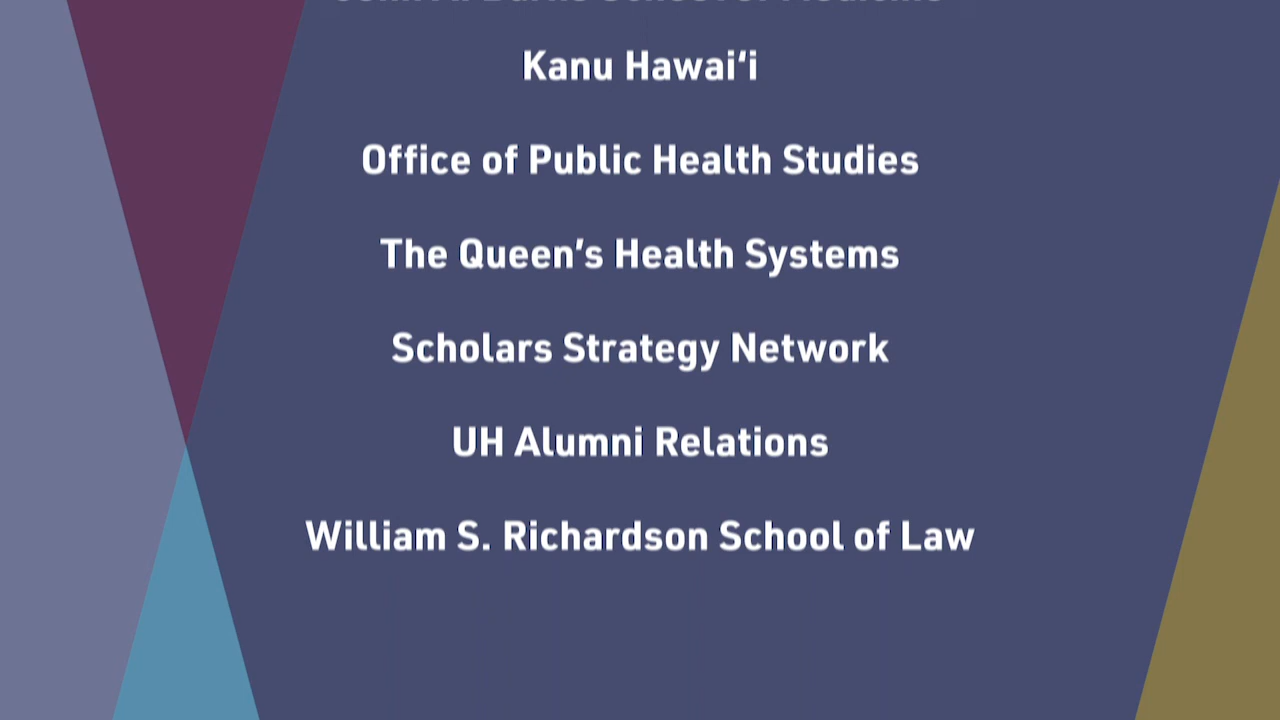 Kanu Hawaiʻi
Office of Public Health Studies
The Queen's Health Systems
Scholars Strategy Network
UH Alumni Relations
William S. Richardson School of Law